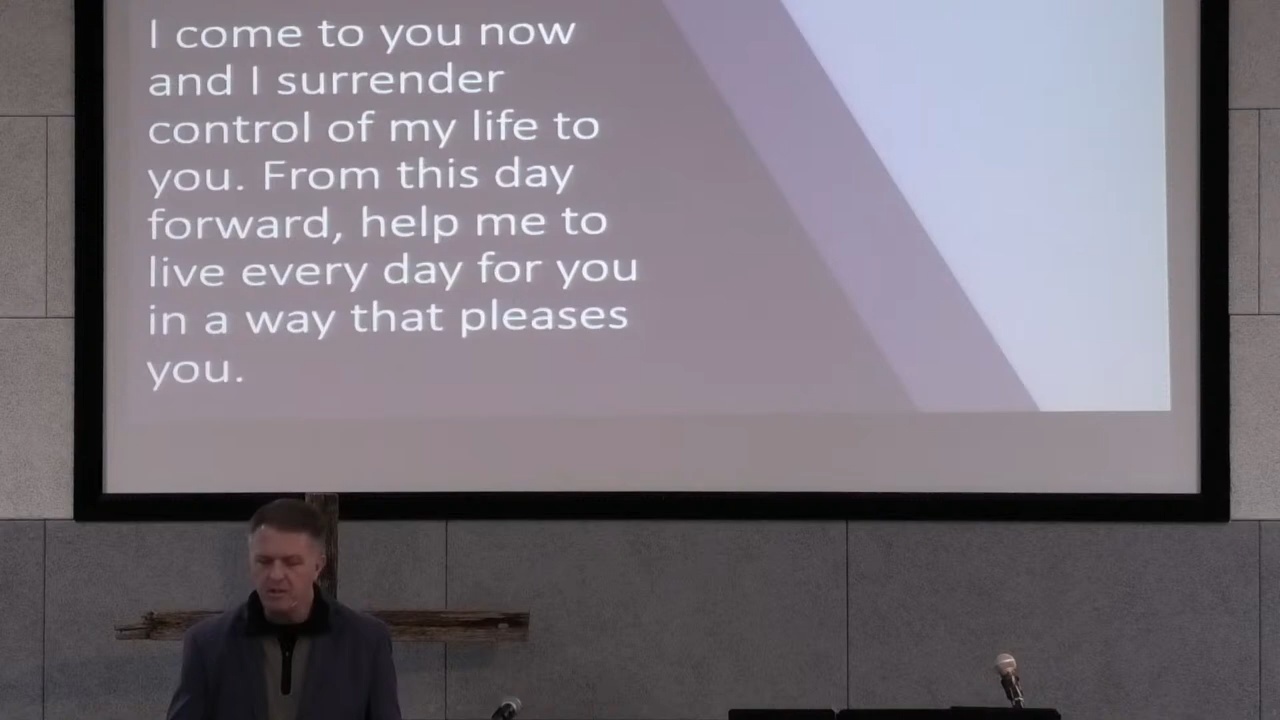 I come to you now
and I surrender
control of my life to
you. From this day
forward, help me to
live every day for you
in a way that pleases
you.